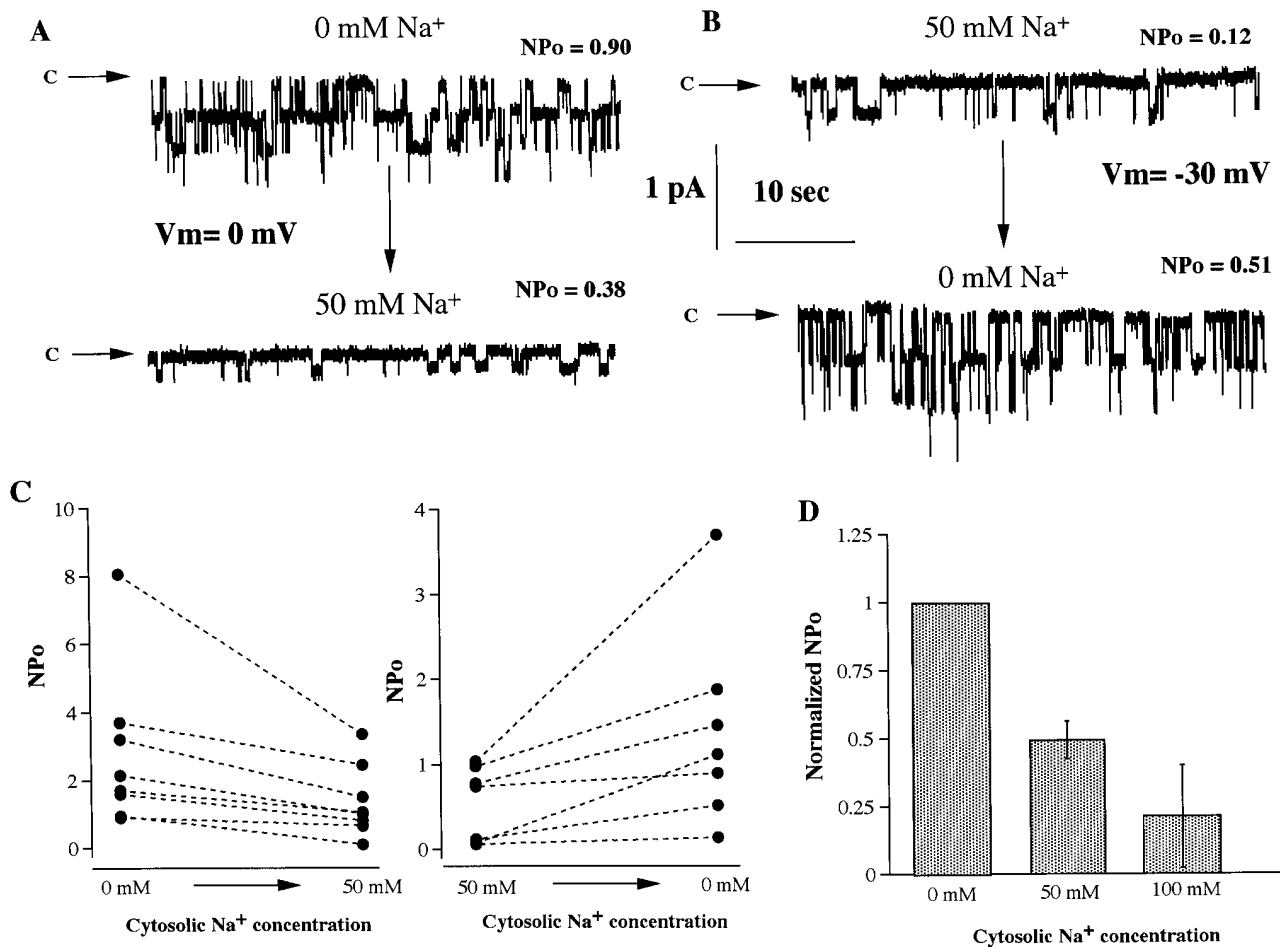 A
0 mM Na⁺
NPo = 0.90
C
Vm= 0 mV
50 mM Na⁺
NPo = 0.38
C
B
50 mM Na⁺
NPo = 0.12
C
1 pA
10 sec
Vm= -30 mV
0 mM Na⁺
NPo = 0.51
C
C
10
8
6
4
2
0
NPo
0 mM
50 mM
Cytosolic Na⁺ concentration
4
3
2
1
0
NPo
50 mM
0 mM
Cytosolic Na⁺ concentration
D
1.25
1
0.75
0.5
0.25
0
Normalized NPo
0 mM
50 mM
100 mM
Cytosolic Na⁺ concentration